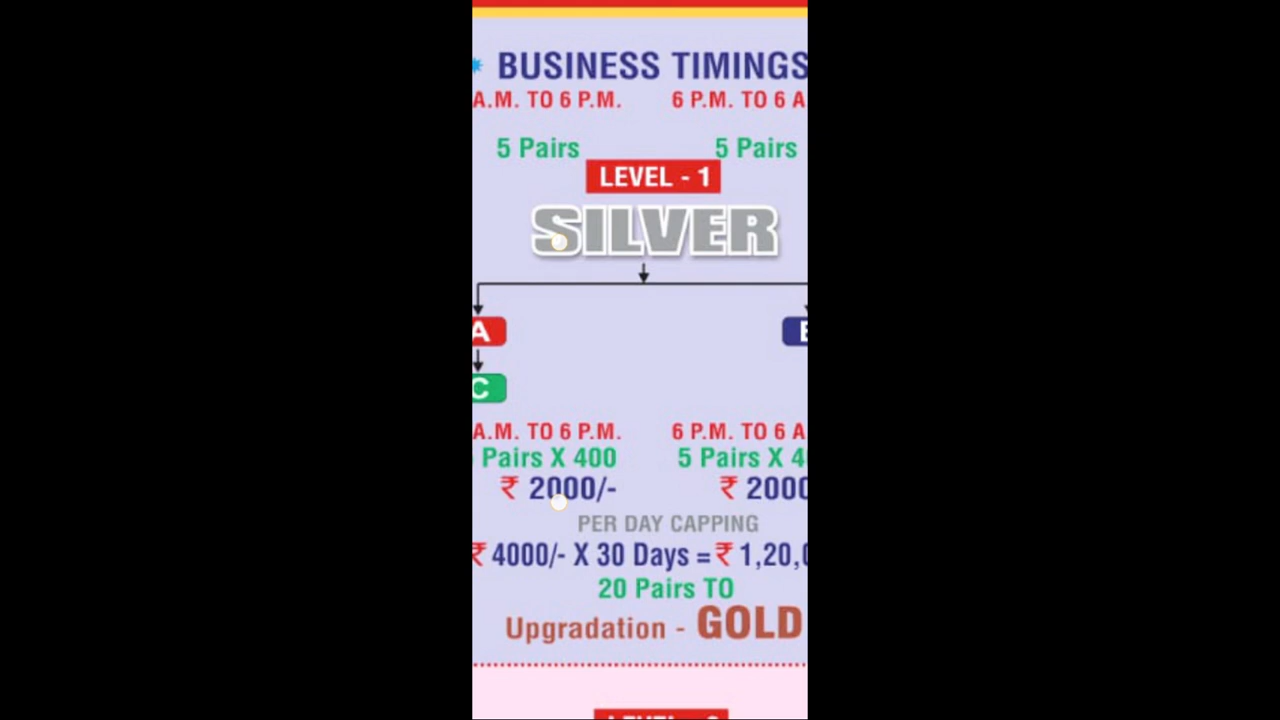 BUSINESS TIMINGS
A.M. TO 6 P.M. 6 P.M. TO 6 A
5 Pairs 5 Pairs
LEVEL - 1
SILVER
A
C
A.M. TO 6 P.M. 6 P.M. TO 6 A
Pairs X 400 5 Pairs X 4
₹ 2000/- ₹ 2000
PER DAY CAPPING
₹ 4000/- X 30 Days = ₹ 1,20,0
20 Pairs TO
Upgradation - GOLD